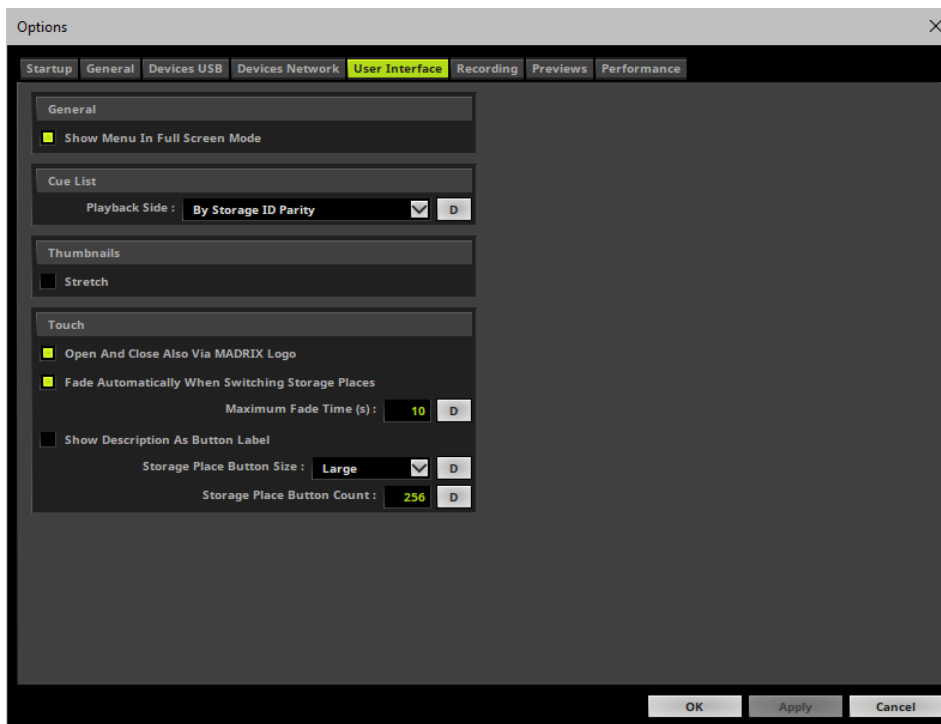 Options
Startup General Devices USB Devices Network User Interface Recording Previews Performance
General
Show Menu In Full Screen Mode
Cue List
Playback Side : By Storage ID Parity D
Thumbnails
Stretch
Touch
Open And Close Also Via MADRIX Logo
Fade Automatically When Switching Storage Places
Maximum Fade Time (s) : 10 D
Show Description As Button Label
Storage Place Button Size : Large D
Storage Place Button Count : 256 D
OK Apply Cancel